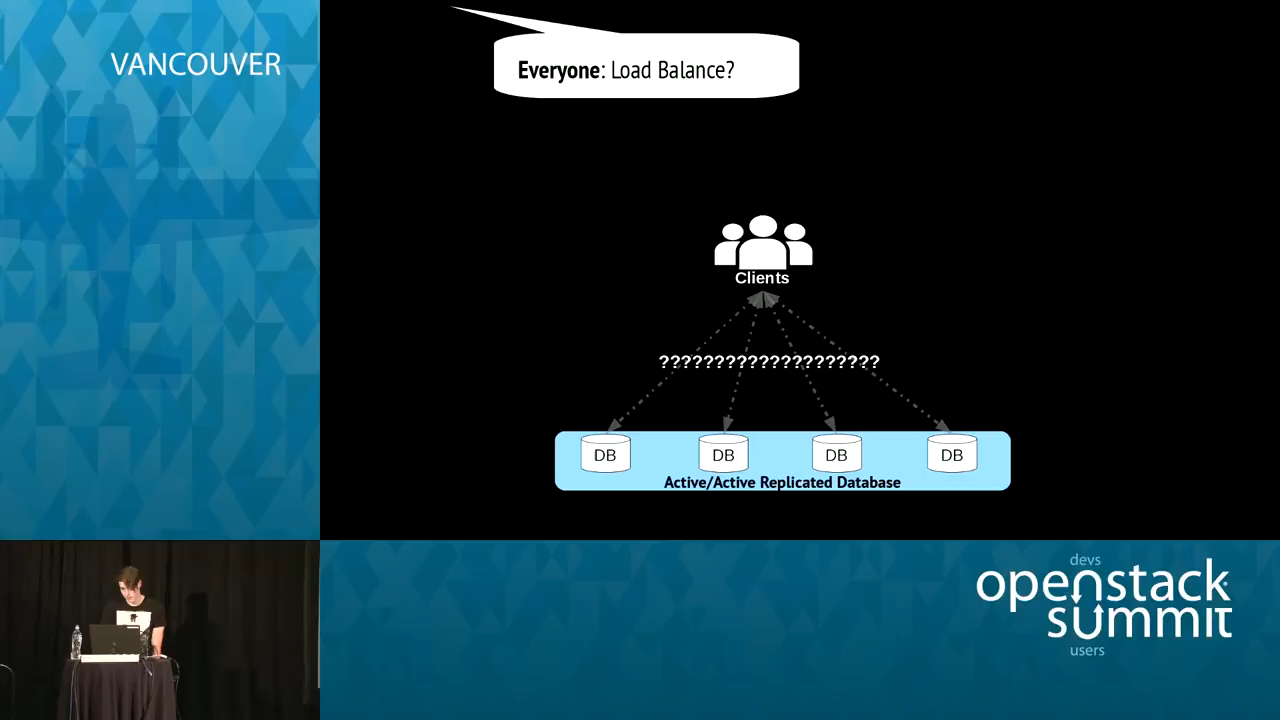 VANCOUVER
Everyone: Load Balance?
Clients
????????????????????
DB
DB
DB
DB
Active/Active Replicated Database
devs
openstack
summit
users